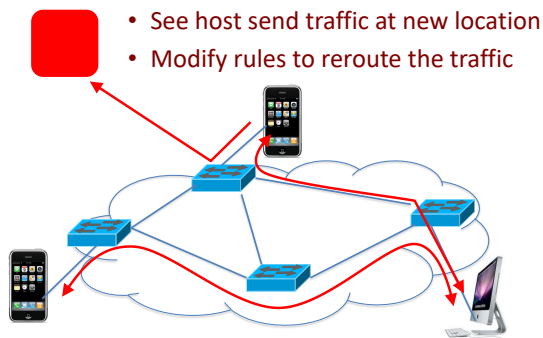 • See host send traffic at new location
• Modify rules to reroute the traffic